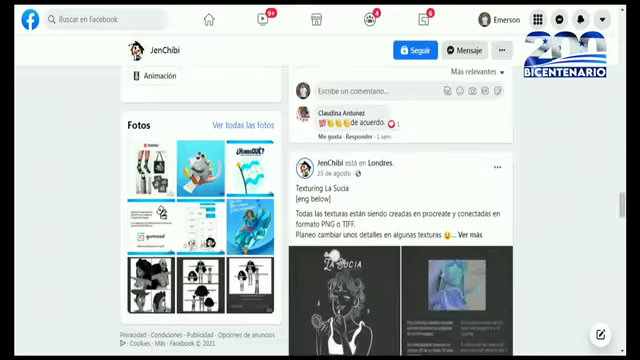 Buscar en Facebook
9+
4
6
Emerson
JenChibi
Seguir
Mensaje
200
BICENTENARIO
Animación
Fotos
Ver todas las fotos
Privacidad · Condiciones · Publicidad · Opciones de anuncios
· Cookies · Más · Facebook © 2021
Más relevantes
Escribe un comentario...
Claudina Antunez
💯👏👏👏de acuerdo.
1
Me gusta · Responder · 1 sem
JenChibi está en Londres.
23 de agosto ·
Texturing La Sucia
[eng below]
Todas las texturas están siendo creadas en procreate y conectadas en
formato PNG o TIFF.
Planeo cambiar unos detalles en algunas texturas 😄... Ver más
LA SUCIA